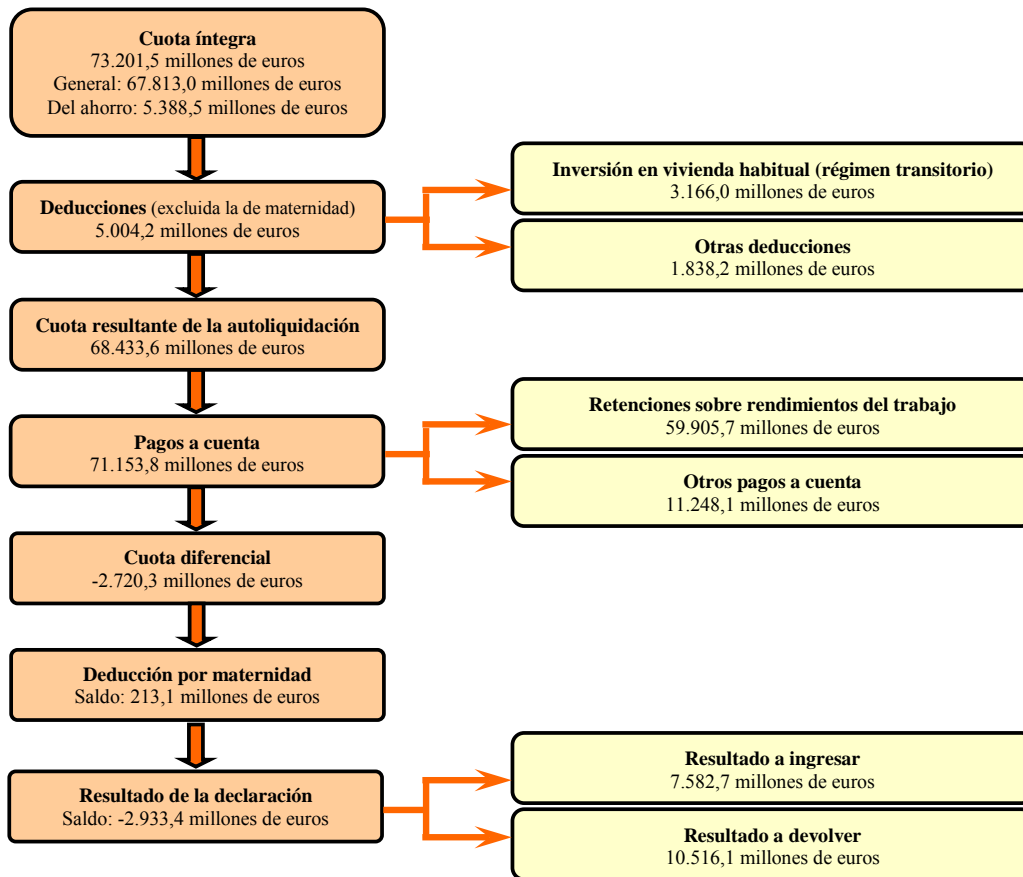 Cuota íntegra
73.201,5 millones de euros
General: 67.813,0 millones de euros
Del ahorro: 5.388,5 millones de euros
Deducciones (excluida la de maternidad)
5.004,2 millones de euros
Inversión en vivienda habitual (régimen transitorio)
3.166,0 millones de euros
Otras deducciones
1.838,2 millones de euros
Cuota resultante de la autoliquidación
68.433,6 millones de euros
Pagos a cuenta
71.153,8 millones de euros
Retenciones sobre rendimientos del trabajo
59.905,7 millones de euros
Otros pagos a cuenta
11.248,1 millones de euros
Cuota diferencial
-2.720,3 millones de euros
Deducción por maternidad
Saldo: 213,1 millones de euros
Resultado de la declaración
Saldo: -2.933,4 millones de euros
Resultado a ingresar
7.582,7 millones de euros
Resultado a devolver
10.516,1 millones de euros